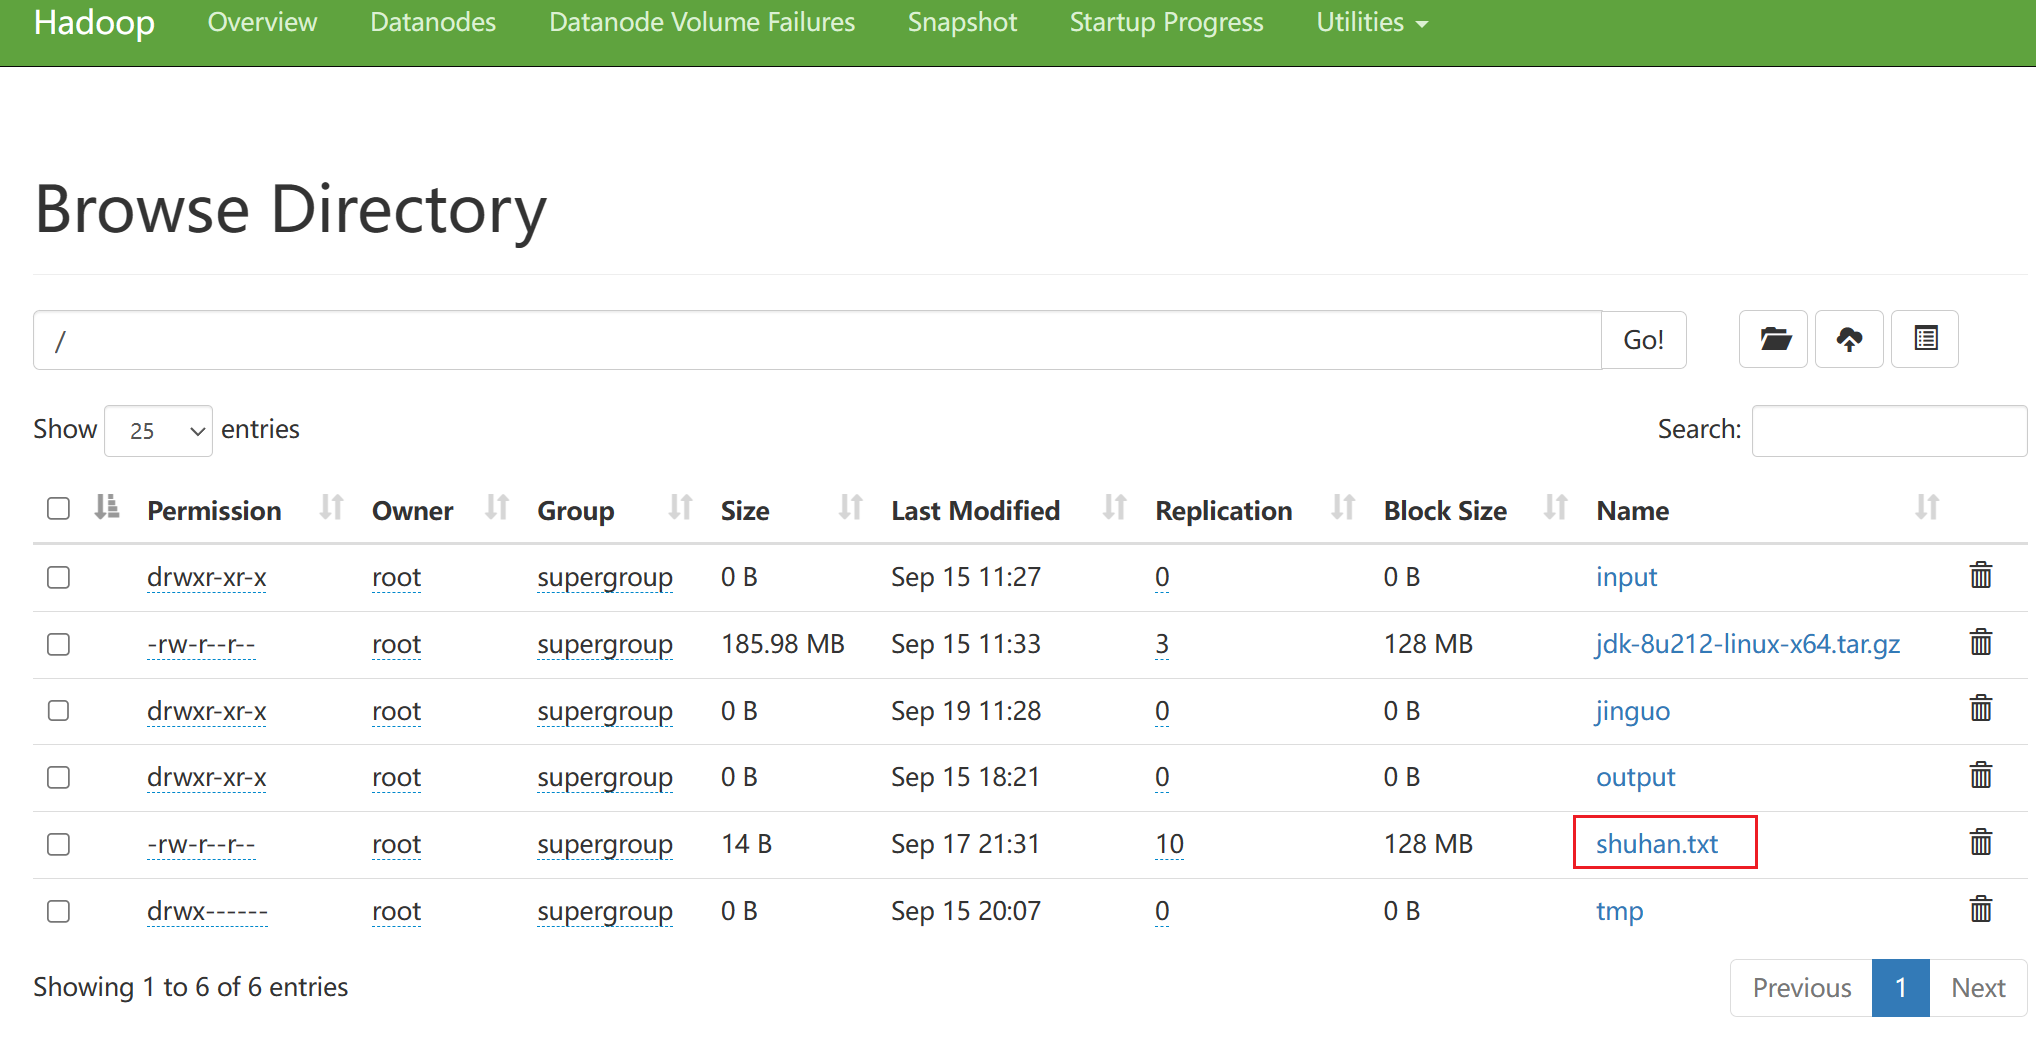 Hadoop Overview Datanodes Datanode Volume Failures Snapshot Startup Progress Utilities
Browse Directory
/ Go!
Show 25 entries Search:
Permission Owner Group Size Last Modified Replication Block Size Name
drwxr-xr-x root supergroup 0 B Sep 15 11:27 0 0 B input
-rw-r--r-- root supergroup 185.98 MB Sep 15 11:33 3 128 MB jdk-8u212-linux-x64.tar.gz
drwxr-xr-x root supergroup 0 B Sep 19 11:28 0 0 B jinguo
drwxr-xr-x root supergroup 0 B Sep 15 18:21 0 0 B output
-rw-r--r-- root supergroup 14 B Sep 17 21:31 10 128 MB shuhan.txt
drwx------ root supergroup 0 B Sep 15 20:07 0 0 B tmp
Showing 1 to 6 of 6 entries Previous 1 Next